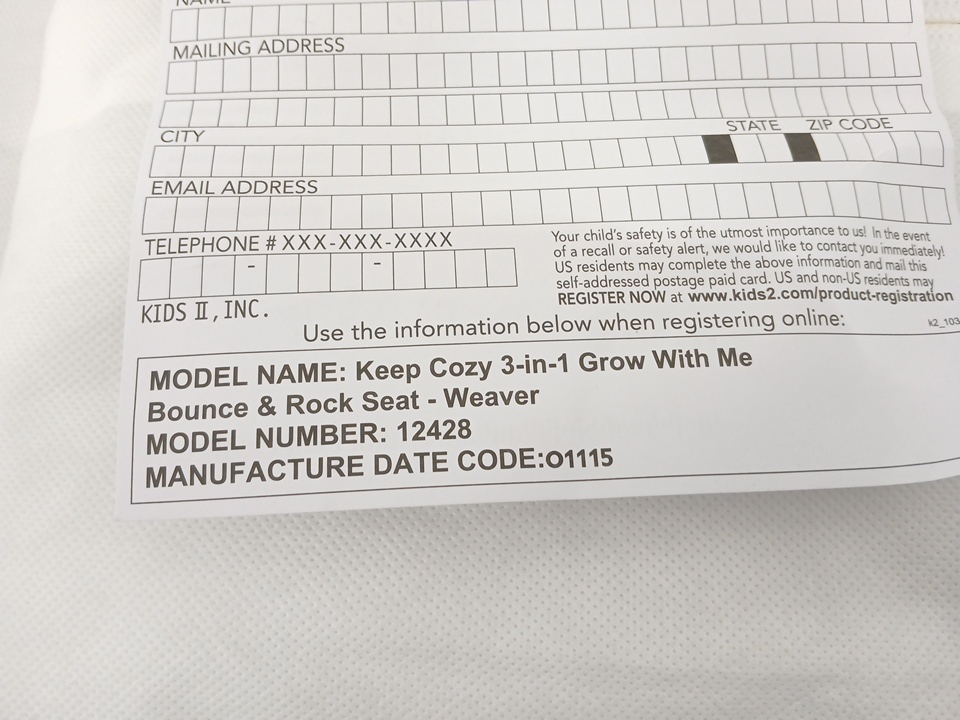 NAME
MAILING ADDRESS
CITY
STATE
ZIP CODE
EMAIL ADDRESS
TELEPHONE # XXX-XXX-XXXX
- -
KIDS II, INC.
Your child's safety is of the utmost importance to us! In the event
of a recall or safety alert, we would like to contact you immediately!
US residents may complete the above information and mail this
self-addressed postage paid card. US and non-US residents may
REGISTER NOW at www.kids2.com/product-registration
Use the information below when registering online:
k2_103
MODEL NAME: Keep Cozy 3-in-1 Grow With Me
Bounce & Rock Seat - Weaver
MODEL NUMBER: 12428
MANUFACTURE DATE CODE:o1115